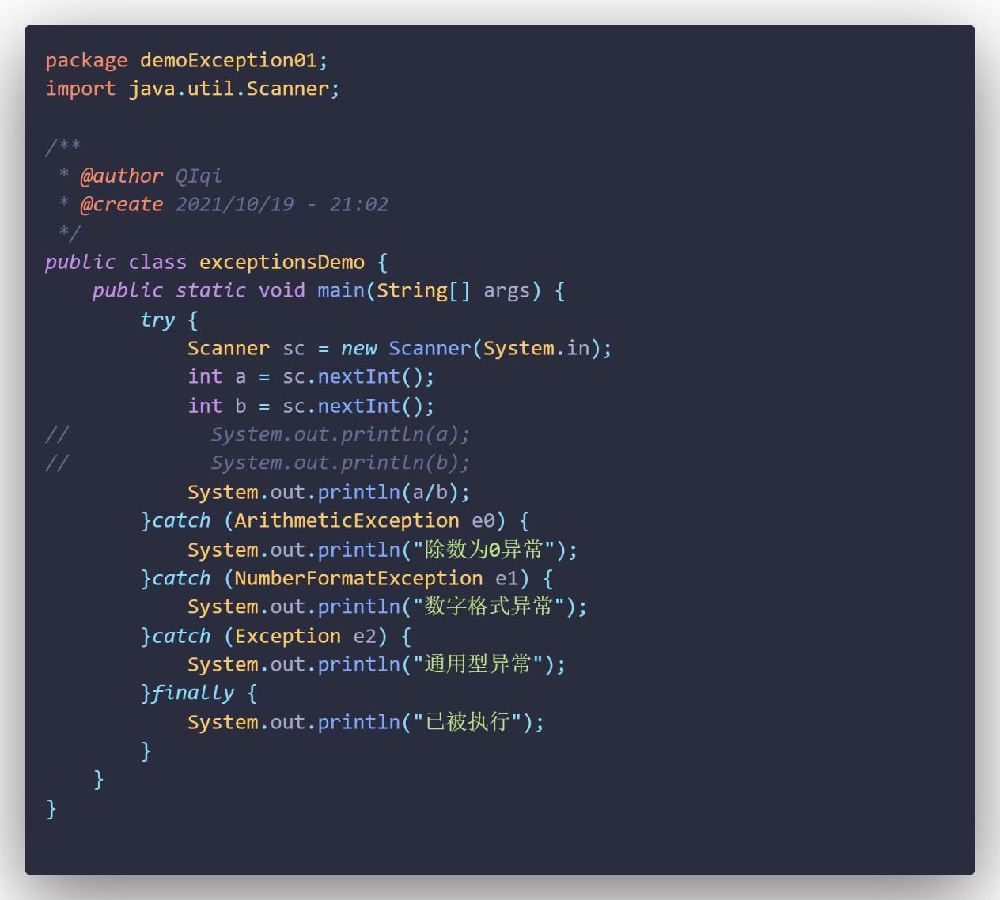 package demoException01;
import java.util.Scanner;

/**
 * @author QIqi
 * @create 2021/10/19 - 21:02
 */
public class exceptionsDemo {
    public static void main(String[] args) {
        try {
            Scanner sc = new Scanner(System.in);
            int a = sc.nextInt();
            int b = sc.nextInt();
//            System.out.println(a);
//            System.out.println(b);
            System.out.println(a/b);
        }catch (ArithmeticException e0) {
            System.out.println("除数为0异常");
        }catch (NumberFormatException e1) {
            System.out.println("数字格式异常");
        }catch (Exception e2) {
            System.out.println("通用型异常");
        }finally {
            System.out.println("已被执行");
        }
    }
}